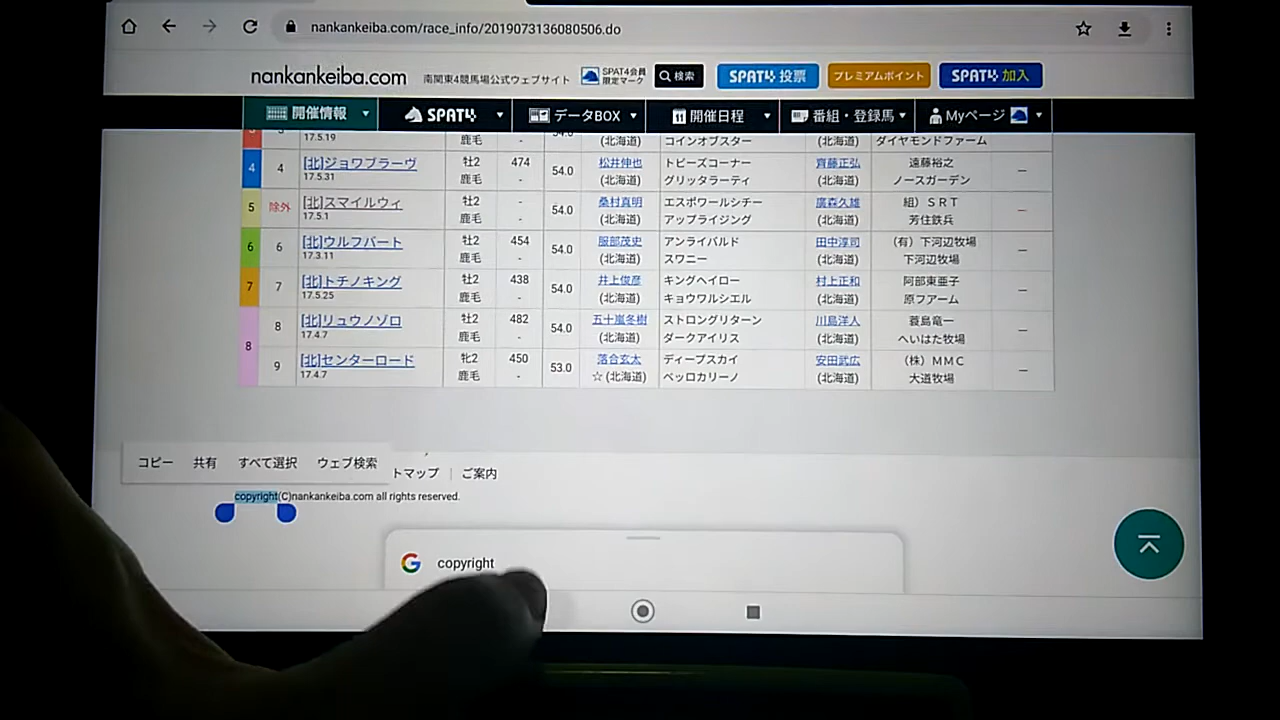 nankankeiba.com/race_info/2019073136080506.do
nankankeiba.com 南関東4競馬場公式ウェブサイト SPAT4会員限定マーク 検索 SPAT4 投票 プレミアムポイント SPAT4 加入
開催情報 SPAT4 データBOX 開催日程 番組・登録馬 Myページ
17.5.19 鹿毛 - (北海道) コインオブスター (北海道) ダイヤモンドファーム
4 4 [北]ジョワブラーヴ 牡2 474 54.0 松井伸也 トビーズコーナー 齊藤正弘 遠藤裕之 —
17.5.31 鹿毛 - (北海道) グリッタラーティ (北海道) ノースガーデン
5 除外 [北]スマイルウィ 牡2 - 54.0 桑村真明 エスポワールシチー 廣森久雄 組）ＳＲＴ —
17.5.1 鹿毛 - (北海道) アップライジング (北海道) 芳住鉄兵
6 6 [北]ウルフバート 牡2 454 54.0 服部茂史 アンライバルド 田中淳司 （有）下河辺牧場 —
17.3.11 鹿毛 - (北海道) スワニー (北海道) 下河辺牧場
7 7 [北]トチノキング 牡2 438 54.0 井上俊彦 キングヘイロー 村上正和 阿部東亜子 —
17.5.25 鹿毛 - (北海道) キョウワルシエル (北海道) 原フアーム
8 8 [北]リュウノゾロ 牡2 482 54.0 五十嵐冬樹 ストロングリターン 川島洋人 蓑島竜一 —
17.4.7 鹿毛 - (北海道) ダークアイリス (北海道) へいはた牧場
9 [北]センターロード 牝2 450 53.0 落合玄太 ディープスカイ 安田武広 （株）ＭＭＣ —
17.4.7 鹿毛 - ☆(北海道) ベッロカリーノ (北海道) 大道牧場
コピー 共有 すべて選択 ウェブ検索
トマップ | ご案内
copyright(C)nankankeiba.com all rights reserved.
copyright